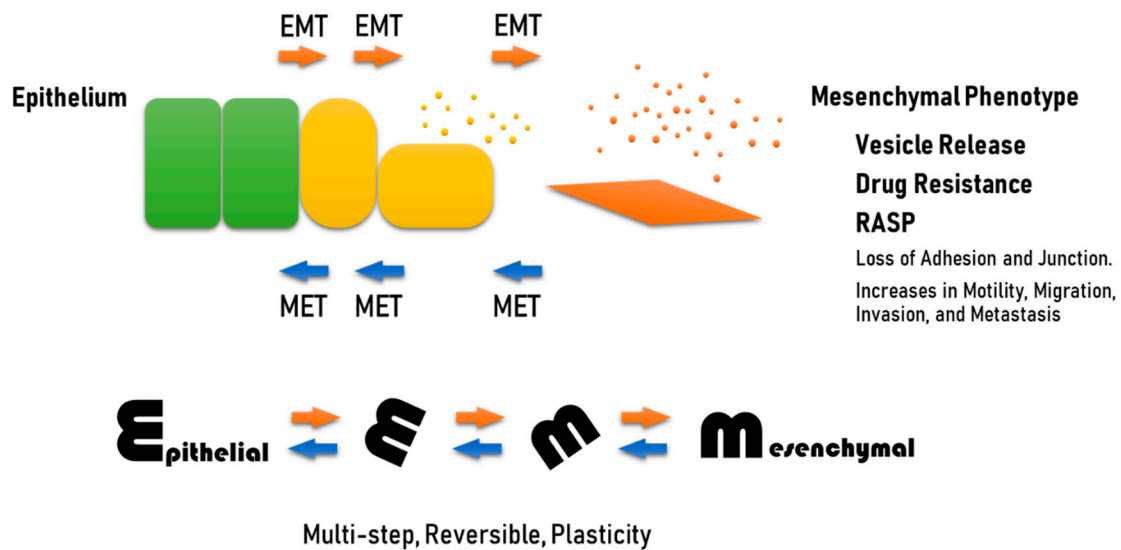 EMT EMT EMT
Epithelium
Mesenchymal Phenotype
Vesicle Release
Drug Resistance
RASP
Loss of Adhesion and Junction.
Increases in Motility, Migration,
Invasion, and Metastasis
MET MET MET
Epithelial E m mesenchymal
Multi-step, Reversible, Plasticity